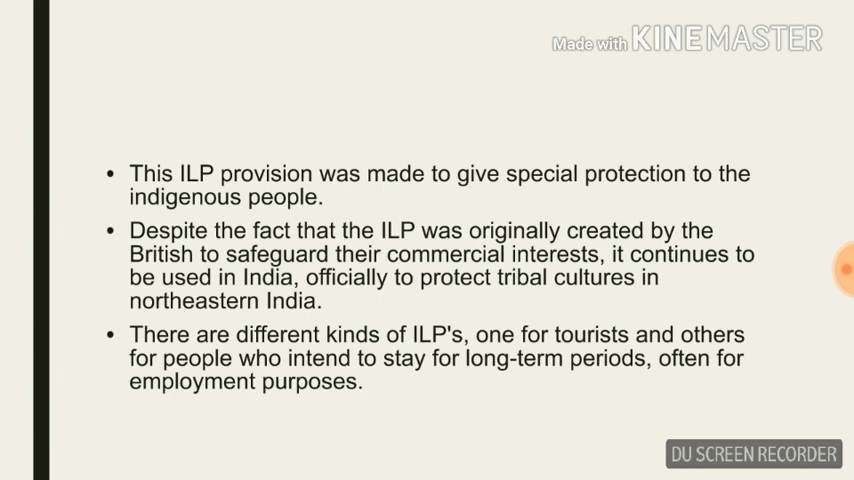 Made with KINEMASTER
• This ILP provision was made to give special protection to the
indigenous people.
• Despite the fact that the ILP was originally created by the
British to safeguard their commercial interests, it continues to
be used in India, officially to protect tribal cultures in
northeastern India.
• There are different kinds of ILP's, one for tourists and others
for people who intend to stay for long-term periods, often for
employment purposes.
DU SCREEN RECORDER